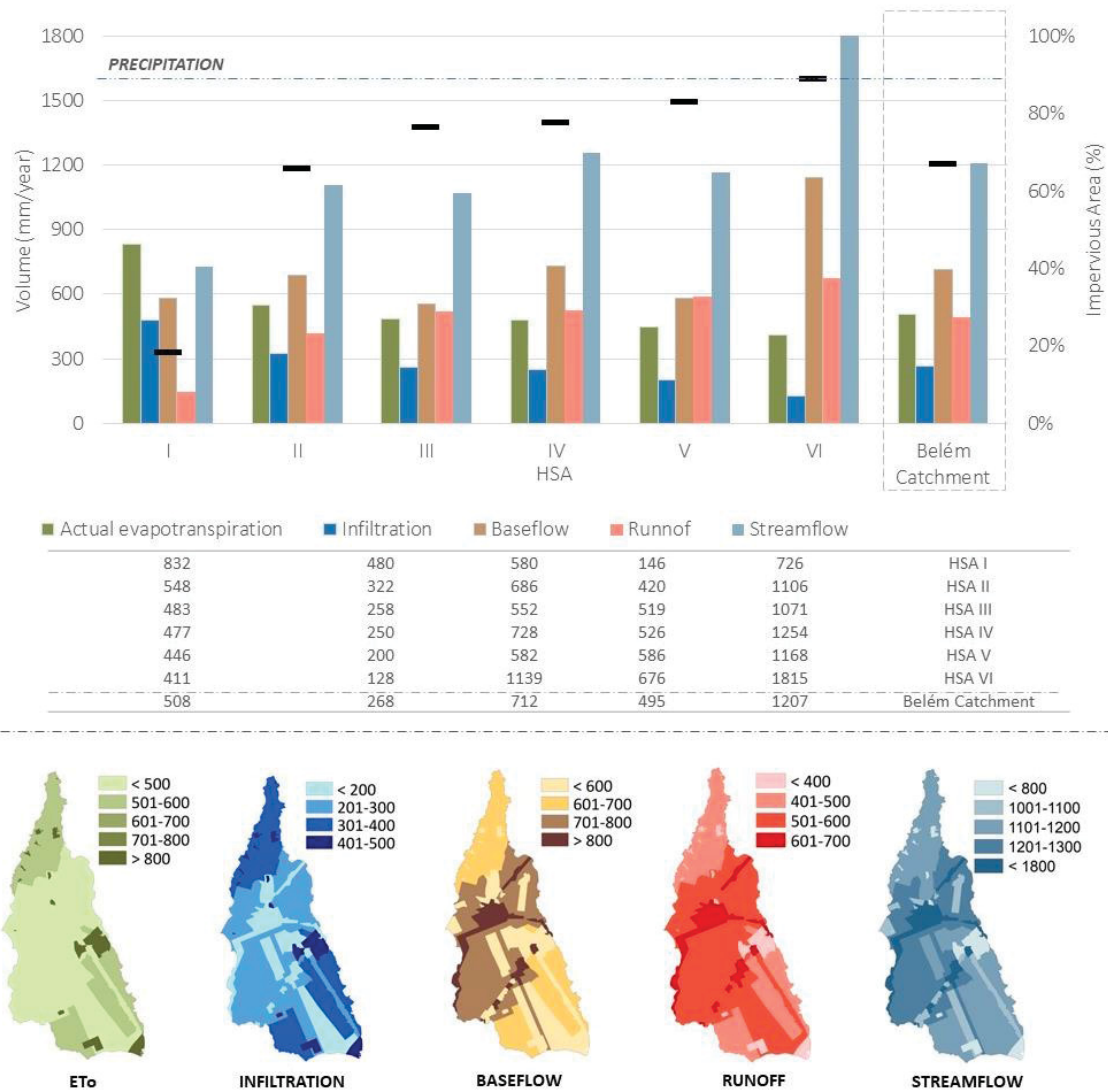 1800
1500
1200
900
600
300
0
Volume (mm/year)
PRECIPITATION
100%
80%
60%
40%
20%
0%
Impervious Area (%)
I II III IV V VI Belém Catchment
HSA
Actual evapotranspiration Infiltration Baseflow Runnof Streamflow
832 480 580 146 726 HSA I
548 322 686 420 1106 HSA II
483 258 552 519 1071 HSA III
477 250 728 526 1254 HSA IV
446 200 582 586 1168 HSA V
411 128 1139 676 1815 HSA VI
508 268 712 495 1207 Belém Catchment
< 500
501-600
601-700
701-800
> 800
ETo
< 200
201-300
301-400
401-500
INFILTRATION
< 600
601-700
701-800
> 800
BASEFLOW
< 400
401-500
501-600
601-700
RUNOFF
< 800
1001-1100
1101-1200
1201-1300
< 1800
STREAMFLOW